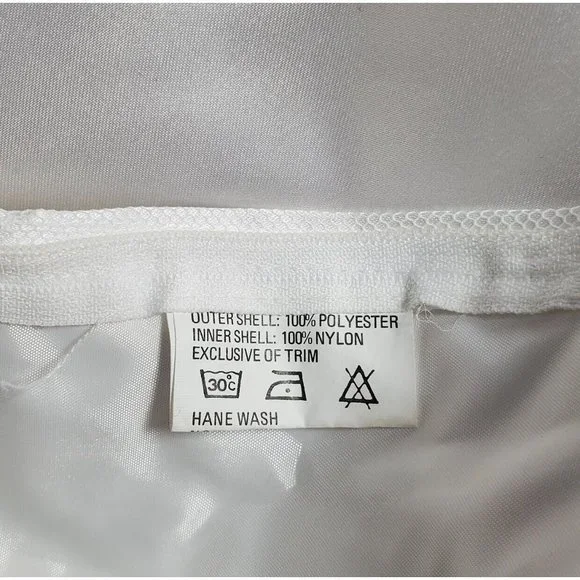 OUTER SHELL: 100% POLYESTER
INNER SHELL: 100% NYLON
EXCLUSIVE OF TRIM
30°C
HANE WASH